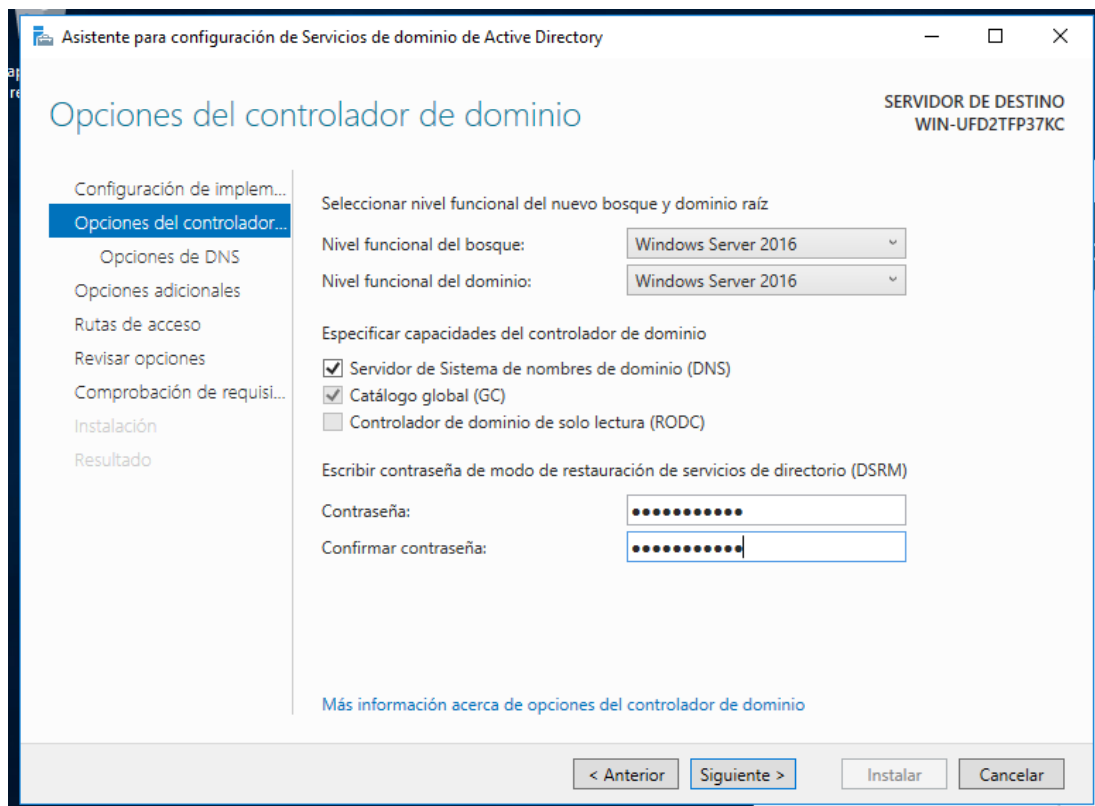 Asistente para configuración de Servicios de dominio de Active Directory
Opciones del controlador de dominio
SERVIDOR DE DESTINO
WIN-UFD2TFP37KC
Configuración de implem...
Opciones del controlador...
Opciones de DNS
Opciones adicionales
Rutas de acceso
Revisar opciones
Comprobación de requisi...
Instalación
Resultado
Seleccionar nivel funcional del nuevo bosque y dominio raíz
Nivel funcional del bosque: Windows Server 2016
Nivel funcional del dominio: Windows Server 2016
Especificar capacidades del controlador de dominio
Servidor de Sistema de nombres de dominio (DNS)
Catálogo global (GC)
Controlador de dominio de solo lectura (RODC)
Escribir contraseña de modo de restauración de servicios de directorio (DSRM)
Contraseña: ●●●●●●●●●●●
Confirmar contraseña: ●●●●●●●●●●●
Más información acerca de opciones del controlador de dominio
< Anterior Siguiente > Instalar Cancelar